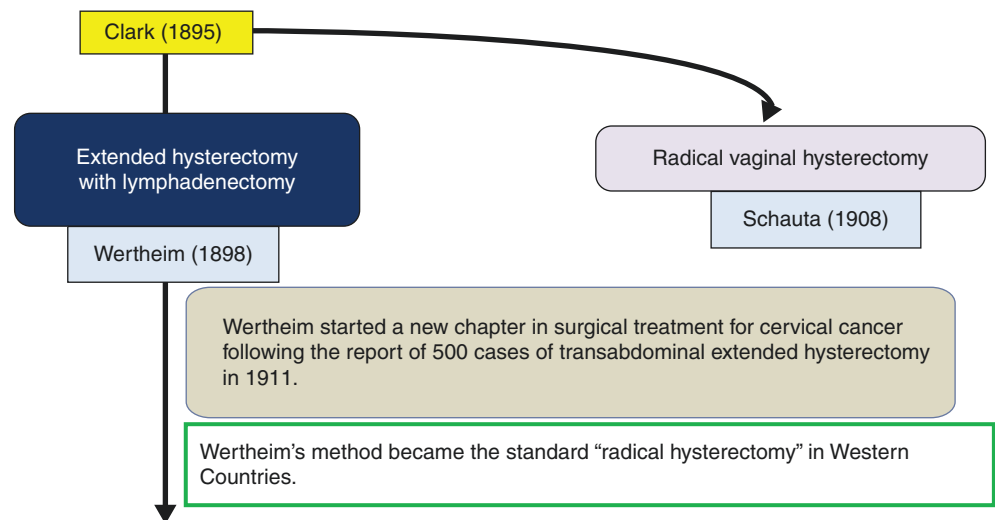 Clark (1895)
Extended hysterectomy
with lymphadenectomy
Radical vaginal hysterectomy
Wertheim (1898)
Schauta (1908)
Wertheim started a new chapter in surgical treatment for cervical cancer
following the report of 500 cases of transabdominal extended hysterectomy
in 1911.
Wertheim’s method became the standard “radical hysterectomy” in Western
Countries.